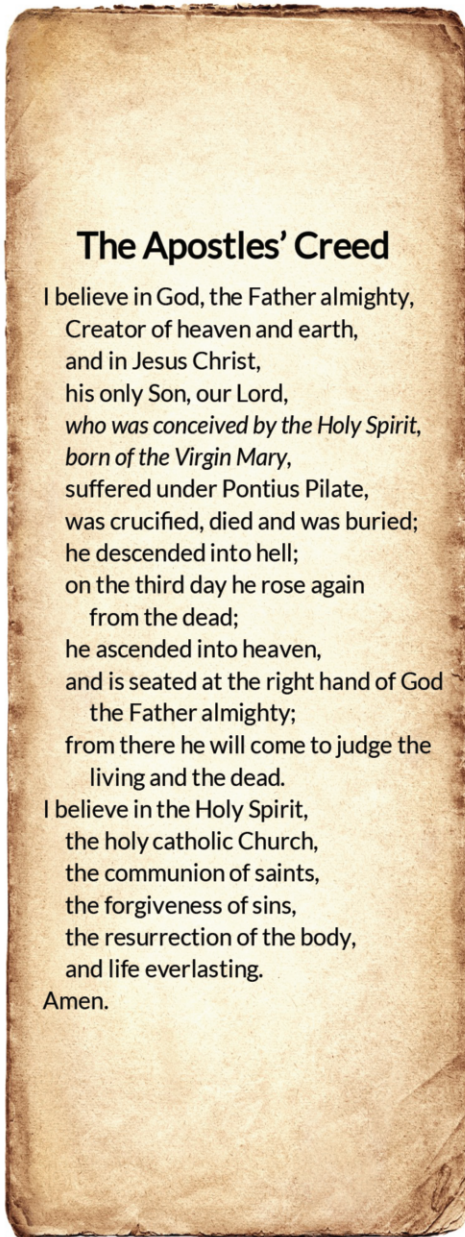 The Apostles’ Creed
I believe in God, the Father almighty,
Creator of heaven and earth,
and in Jesus Christ,
his only Son, our Lord,
who was conceived by the Holy Spirit,
born of the Virgin Mary,
suffered under Pontius Pilate,
was crucified, died and was buried;
he descended into hell;
on the third day he rose again
from the dead;
he ascended into heaven,
and is seated at the right hand of God
the Father almighty;
from there he will come to judge the
living and the dead.
I believe in the Holy Spirit,
the holy catholic Church,
the communion of saints,
the forgiveness of sins,
the resurrection of the body,
and life everlasting.
Amen.